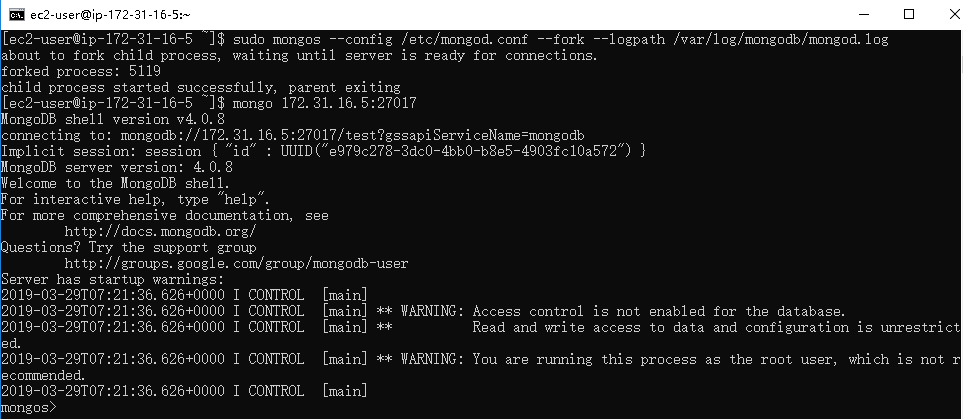 ec2-user@ip-172-31-16-5:~
[ec2-user@ip-172-31-16-5 ~]$ sudo mongos --config /etc/mongod.conf --fork --logpath /var/log/mongodb/mongod.log
about to fork child process, waiting until server is ready for connections.
forked process: 5119
child process started successfully, parent exiting
[ec2-user@ip-172-31-16-5 ~]$ mongo 172.31.16.5:27017
MongoDB shell version v4.0.8
connecting to: mongodb://172.31.16.5:27017/test?gssapiServiceName=mongodb
Implicit session: session { "id" : UUID("e979c278-3dc0-4bb0-b8e5-4903fc10a572") }
MongoDB server version: 4.0.8
Welcome to the MongoDB shell.
For interactive help, type "help".
For more comprehensive documentation, see
        http://docs.mongodb.org/
Questions? Try the support group
        http://groups.google.com/group/mongodb-user
Server has startup warnings:
2019-03-29T07:21:36.626+0000 I CONTROL  [main]
2019-03-29T07:21:36.626+0000 I CONTROL  [main] ** WARNING: Access control is not enabled for the database.
2019-03-29T07:21:36.626+0000 I CONTROL  [main] **          Read and write access to data and configuration is unrestrict
ed.
2019-03-29T07:21:36.626+0000 I CONTROL  [main] ** WARNING: You are running this process as the root user, which is not r
ecommended.
2019-03-29T07:21:36.626+0000 I CONTROL  [main]
mongos>